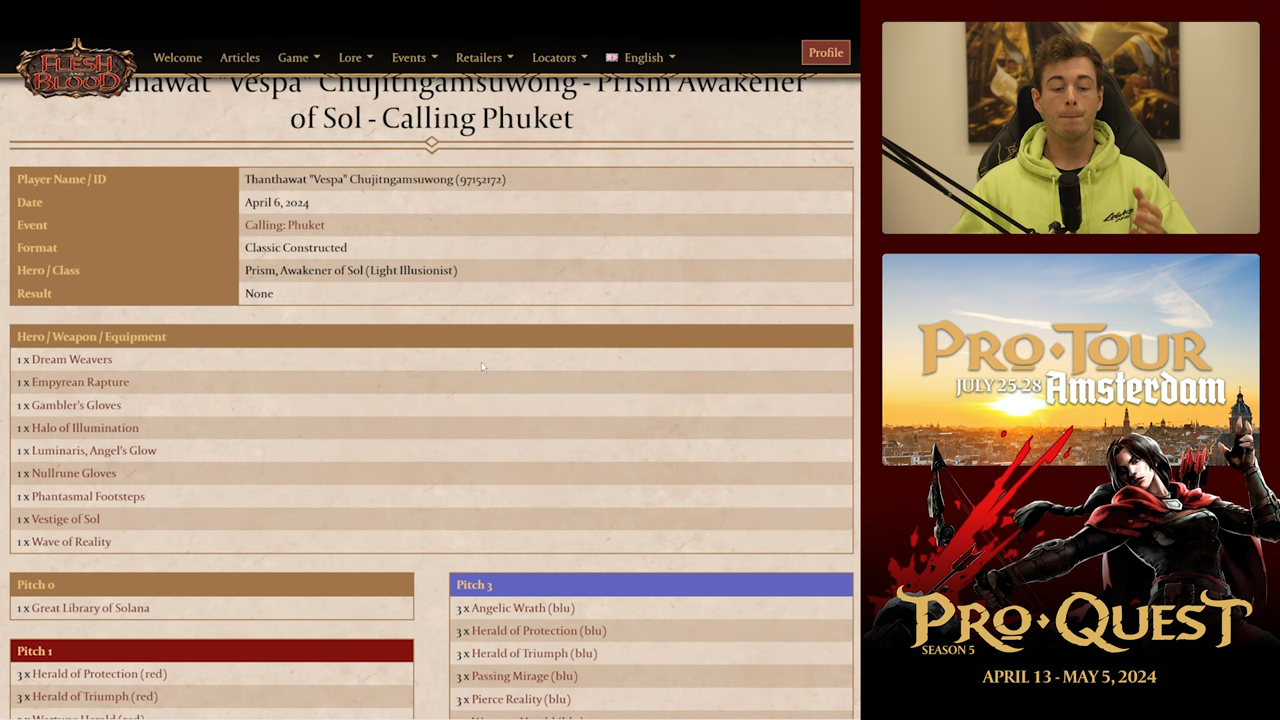 FLESH
AND
BLOOD
Welcome
Articles
Game
Lore
Events
Retailers
Locators
English
Profile
"Vespa" Chujitngamsuwong - Prism Awakener
of Sol - Calling Phuket
Player Name / ID
Thanthawat "Vespa" Chujitngamsuwong (97152172)
Date
April 6, 2024
Event
Calling: Phuket
Format
Classic Constructed
Hero / Class
Prism, Awakener of Sol (Light Illusionist)
Result
None
Hero / Weapon / Equipment
1 x Dream Weavers
1 x Empyrean Rapture
1 x Gambler's Gloves
1 x Halo of Illumination
1 x Luminaris, Angel's Glow
1 x Nullrune Gloves
1 x Phantasmal Footsteps
1 x Vestige of Sol
1 x Wave of Reality
Pitch 0
1 x Great Library of Solana
Pitch 1
3 x Herald of Protection (red)
3 x Herald of Triumph (red)
Pitch 3
3 x Angelic Wrath (blu)
3 x Herald of Protection (blu)
3 x Herald of Triumph (blu)
3 x Passing Mirage (blu)
3 x Pierce Reality (blu)
PRO TOUR
JULY 25-28 Amsterdam
PRO QUEST
SEASON 5
APRIL 13 - MAY 5, 2024